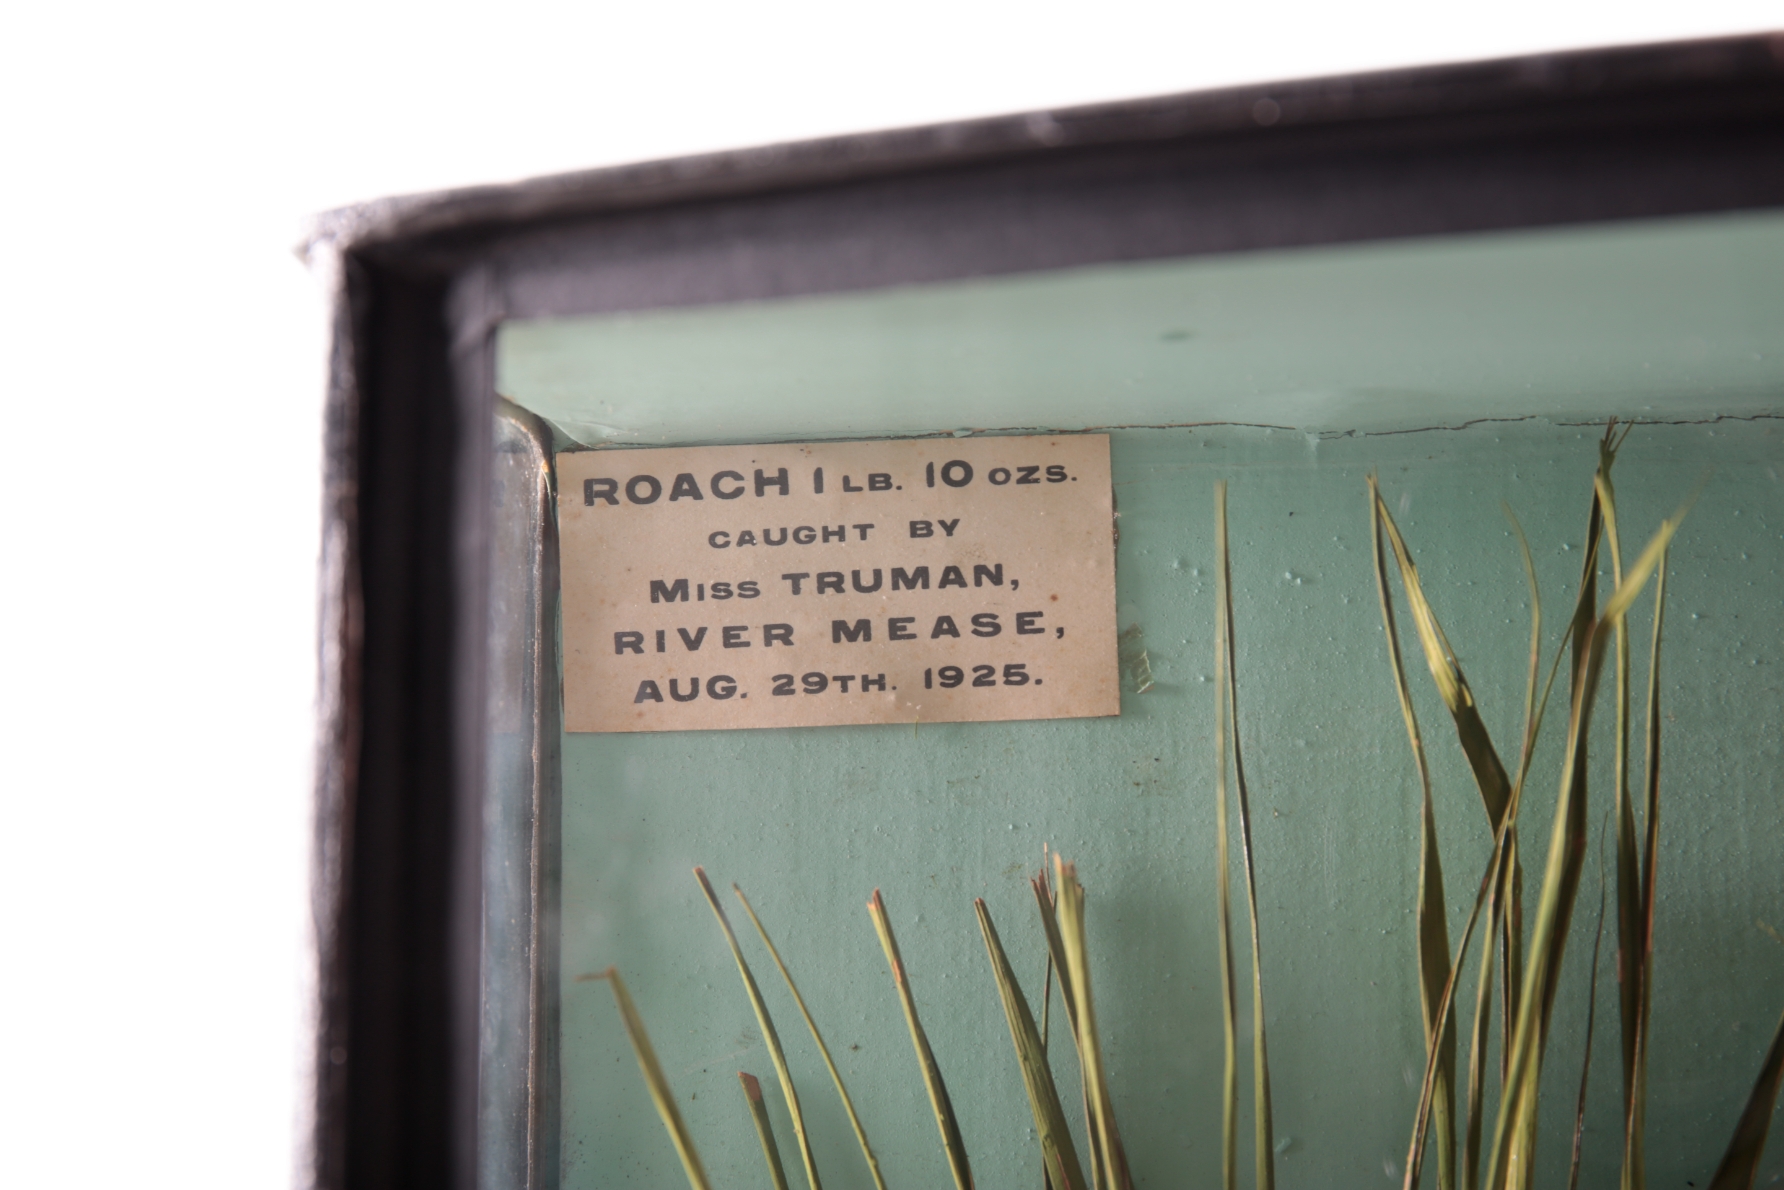 ROACH 1 LB. 10 OZS.
CAUGHT BY
MISS TRUMAN,
RIVER MEASE,
AUG. 29TH. 1925.